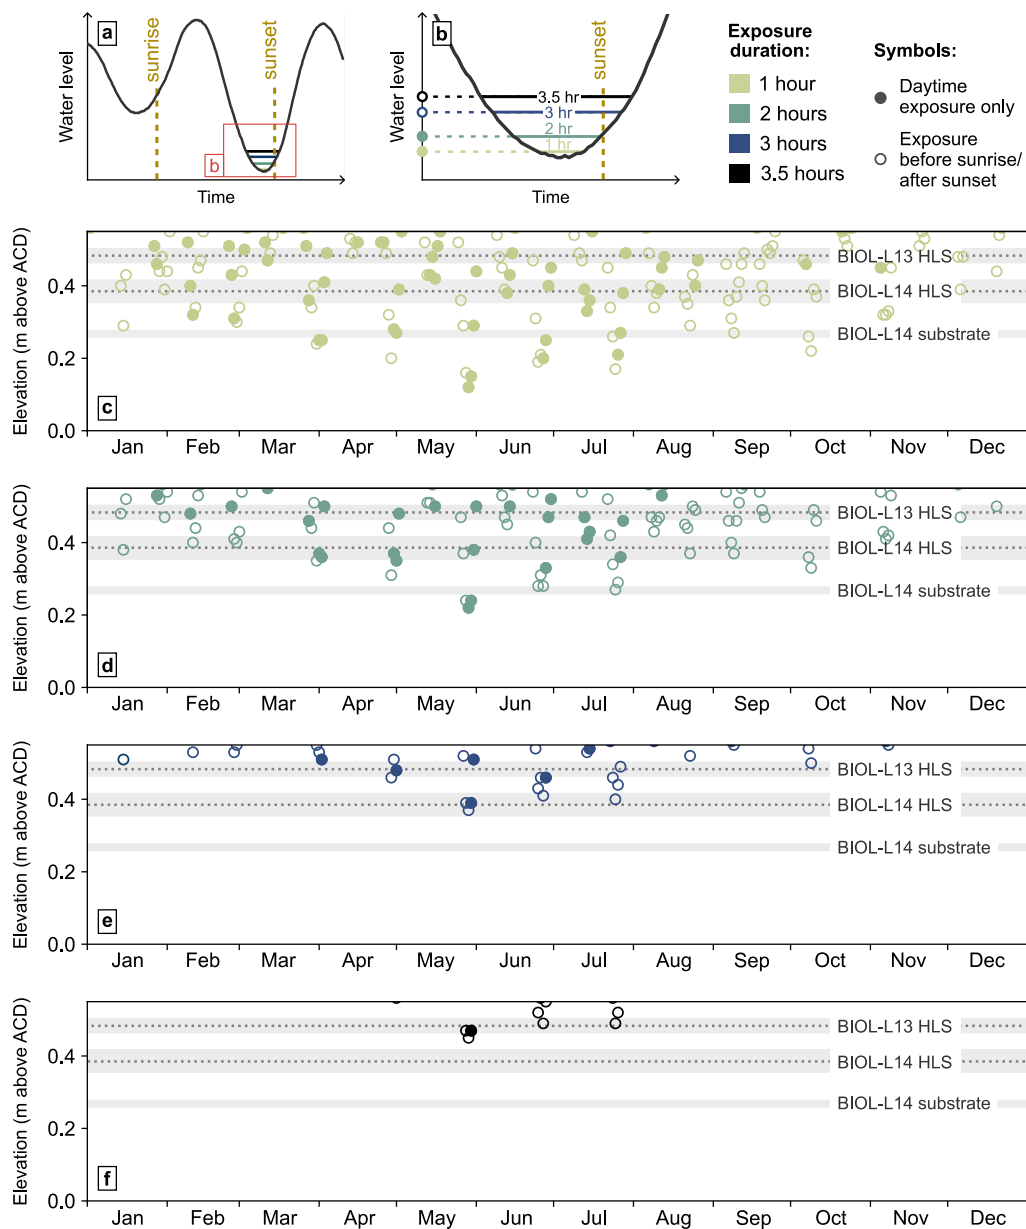 a
Water level
sunrise
sunset
b
Time
b
Water level
sunset
3.5 hr
3 hr
2 hr
1 hr
Time
Exposure
duration:
1 hour
2 hours
3 hours
3.5 hours
Symbols:
Daytime
exposure only
Exposure
before sunrise/
after sunset
Elevation (m above ACD)
0.4
0.2
0.0
BIOL-L13 HLS
BIOL-L14 HLS
BIOL-L14 substrate
c
Jan Feb Mar Apr May Jun Jul Aug Sep Oct Nov Dec
Elevation (m above ACD)
0.4
0.2
0.0
BIOL-L13 HLS
BIOL-L14 HLS
BIOL-L14 substrate
d
Jan Feb Mar Apr May Jun Jul Aug Sep Oct Nov Dec
Elevation (m above ACD)
0.4
0.2
0.0
BIOL-L13 HLS
BIOL-L14 HLS
BIOL-L14 substrate
e
Jan Feb Mar Apr May Jun Jul Aug Sep Oct Nov Dec
Elevation (m above ACD)
0.4
0.2
0.0
BIOL-L13 HLS
BIOL-L14 HLS
BIOL-L14 substrate
f
Jan Feb Mar Apr May Jun Jul Aug Sep Oct Nov Dec